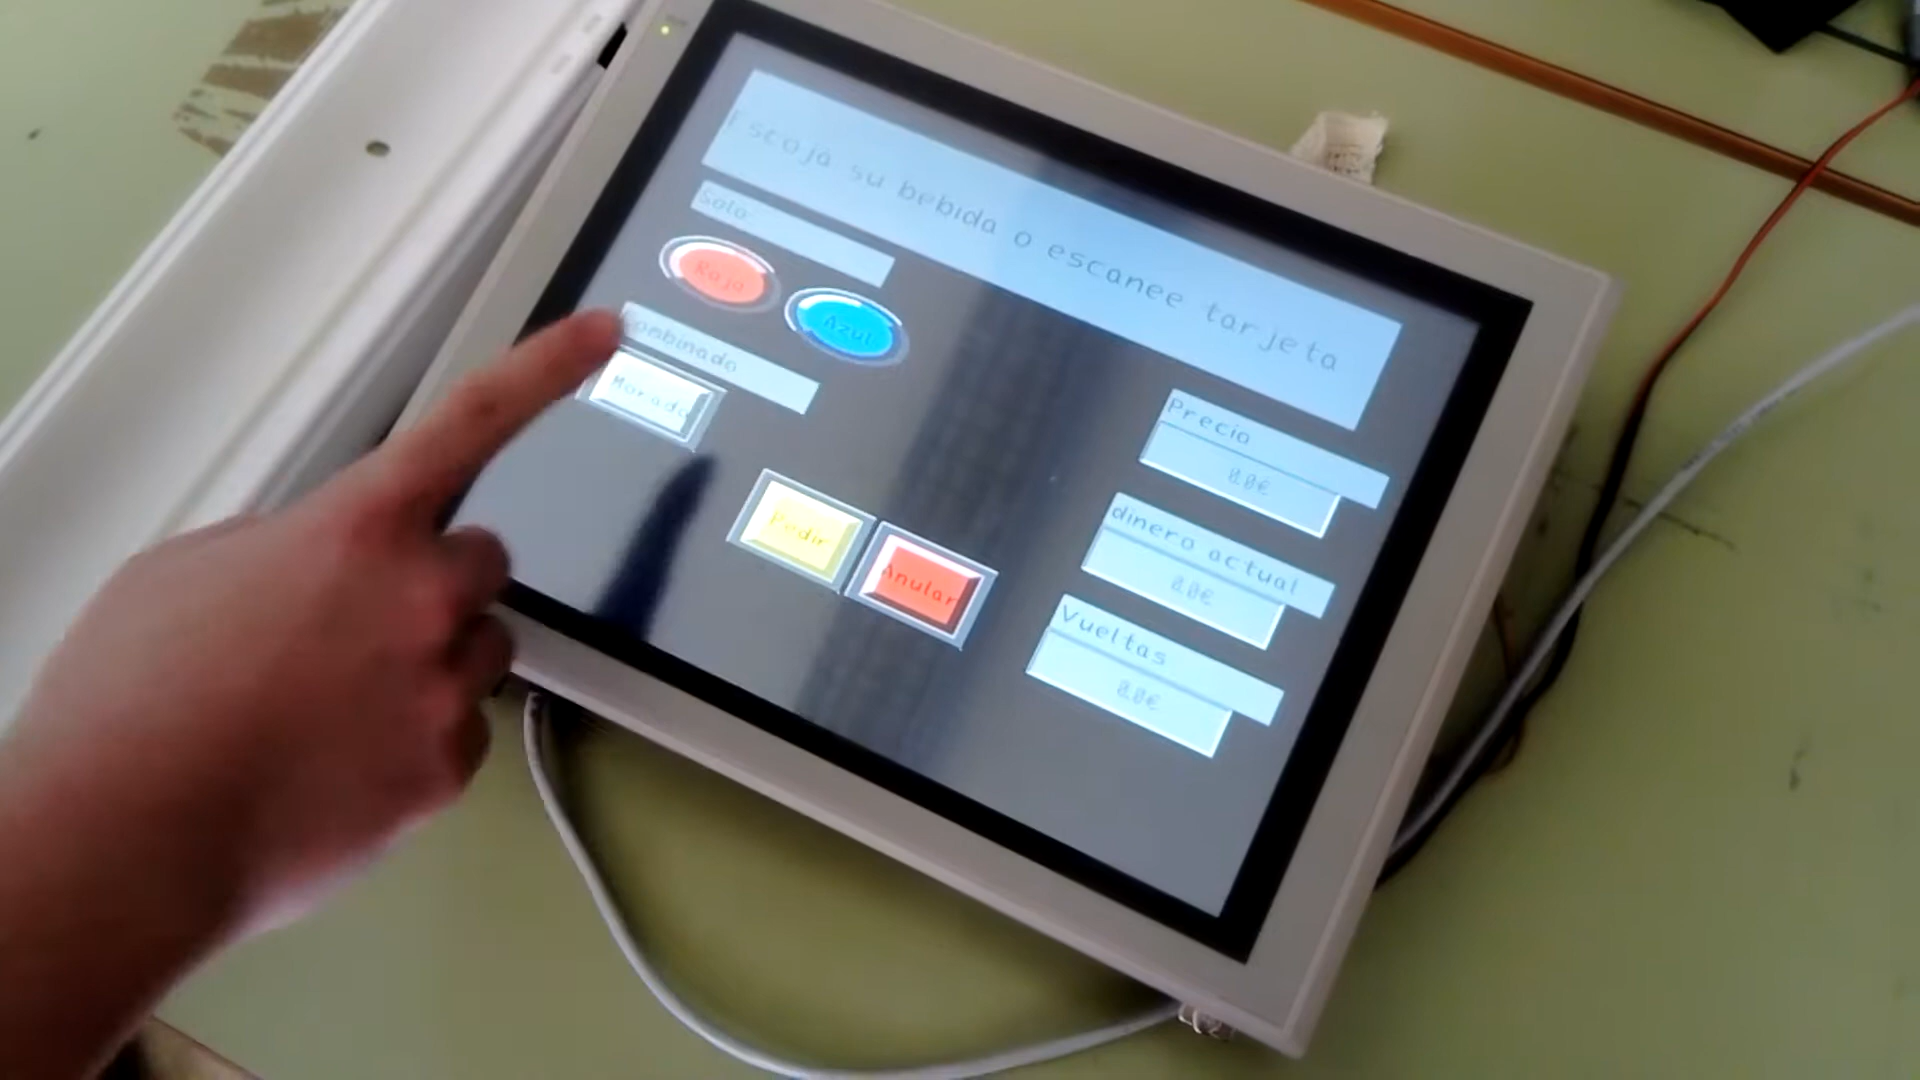 Escoja su bebida o escanee tarjeta
Solo
Rojo
Azul
Combinado
Morado
Pedir
Anular
Precio
0.0€
dinero actual
0.0€
Vueltas
0.0€